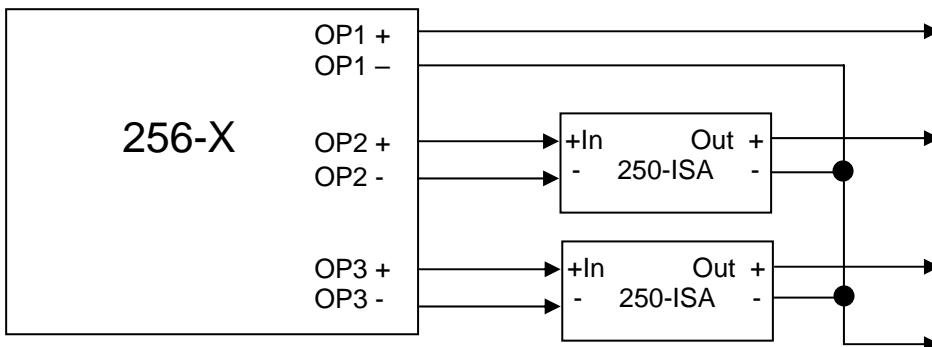 OP1 +
OP1 –
256-X
OP2 +
OP2 -
+In Out +
- 250-ISA -
OP3 +
OP3 -
+In Out +
- 250-ISA -